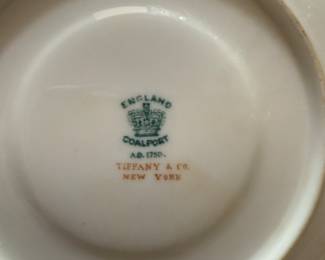 ENGLAND
COALPORT
A.D. 1750.
TIFFANY & CO.
NEW YORK